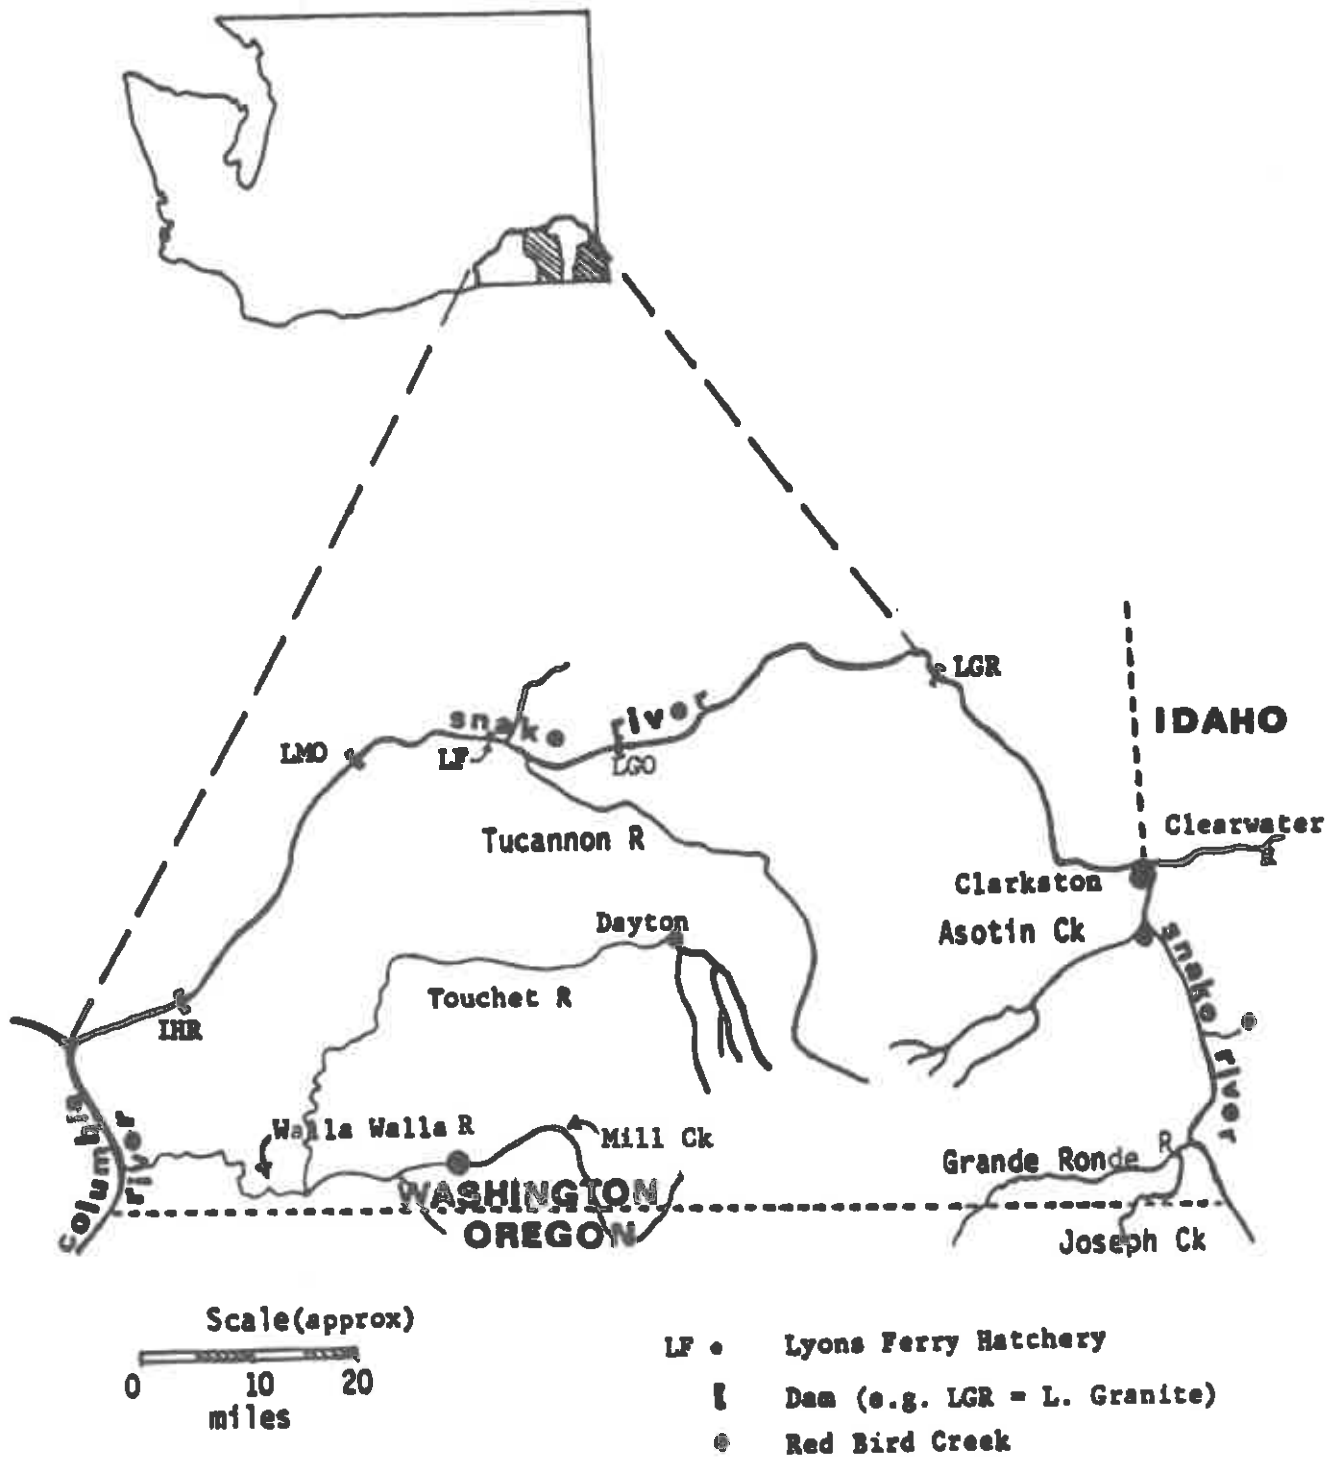 LGR
IDAHO
snake river
LMO
LF
LGO
Clearwater
R
Tucannon R
Clarkston
Dayton
Asotin Ck
snake river
Touchet R
IHR
columbia river
Walla Walla R
Mill Ck
Grande Ronde R
WASHINGTON
OREGON
Joseph Ck
Scale(approx)
0 10 20
miles
LF Lyons Ferry Hatchery
Dam (e.g. LGR = L. Granite)
Red Bird Creek